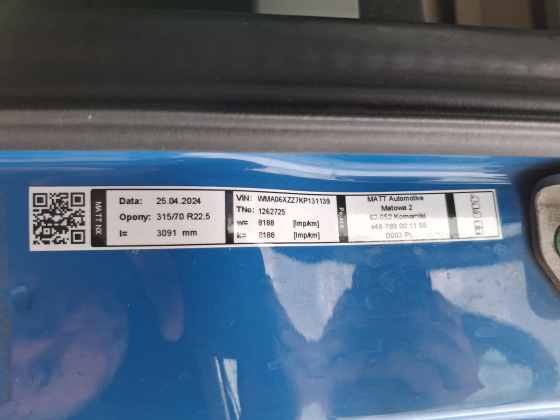 MATT NX
Data: 25.04.2024
Opony: 315/70 R22,5
l= 3091 mm
VIN: WMA06XZZ7KP131139
TNo: 1262725
w= 8188 [Imp/km]
k= 8188 [Imp/km]
MATT Automotive
Matowa 2
62-052 Komorniki
+48 789 00 11 55
0003 PL